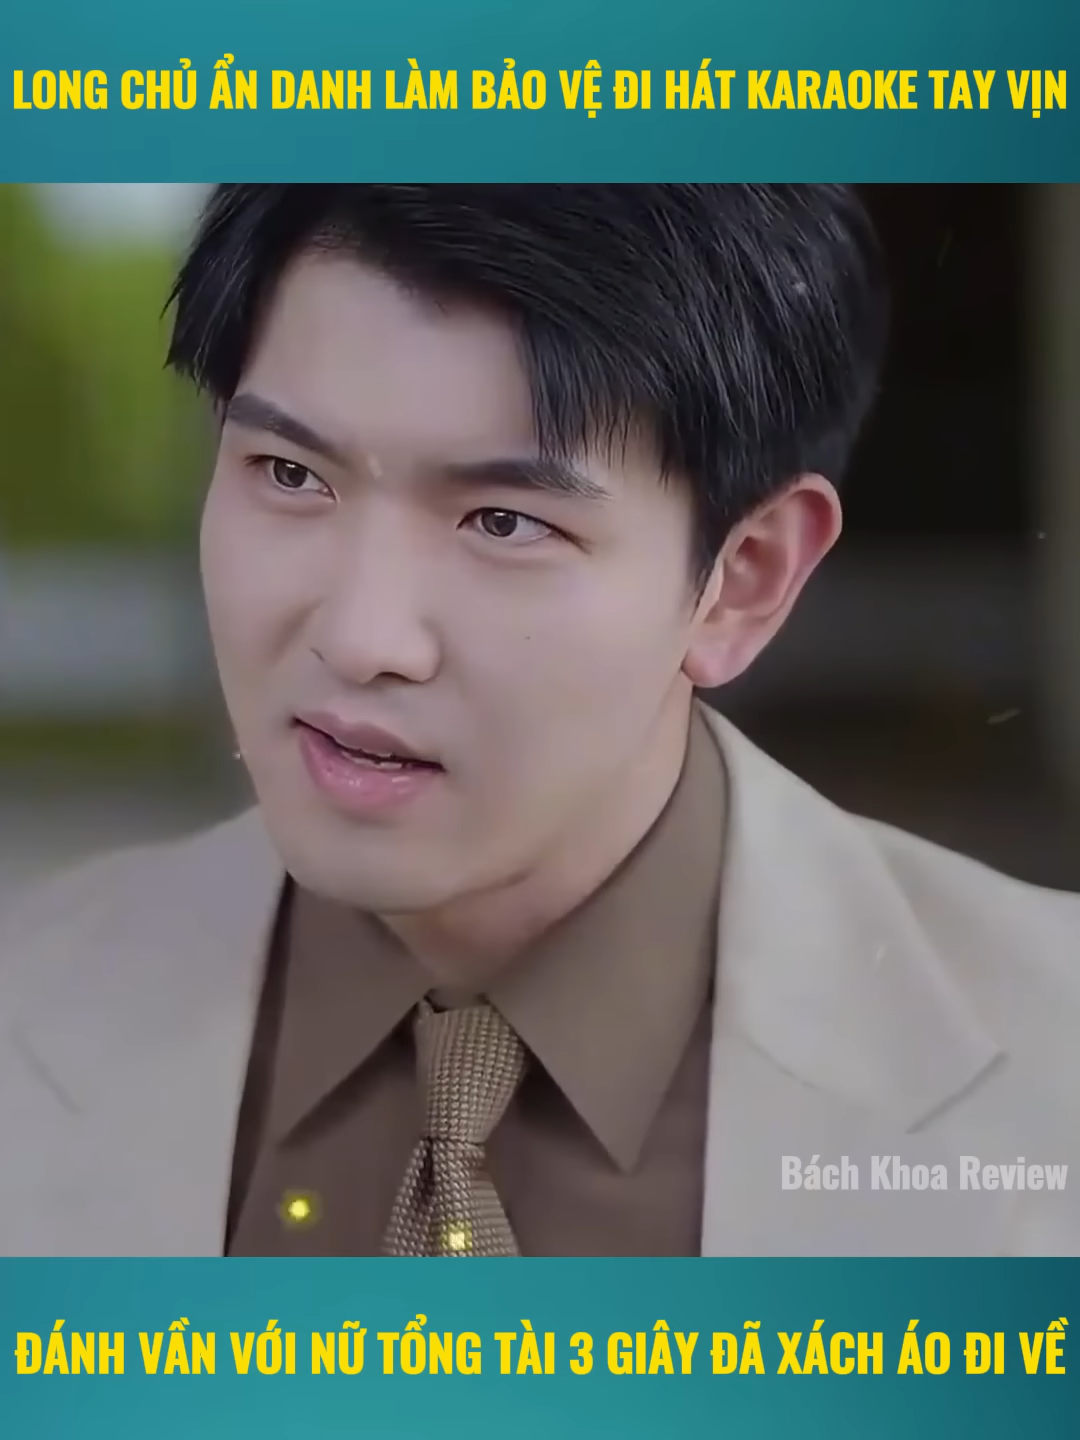 LONG CHỦ ẨN DANH LÀM BẢO VỆ ĐI HÁT KARAOKE TAY VỊN
Bách Khoa Review
ĐÁNH VẦN VỚI NỮ TỔNG TÀI 3 GIÂY ĐÃ XÁCH ÁO ĐI VỀ